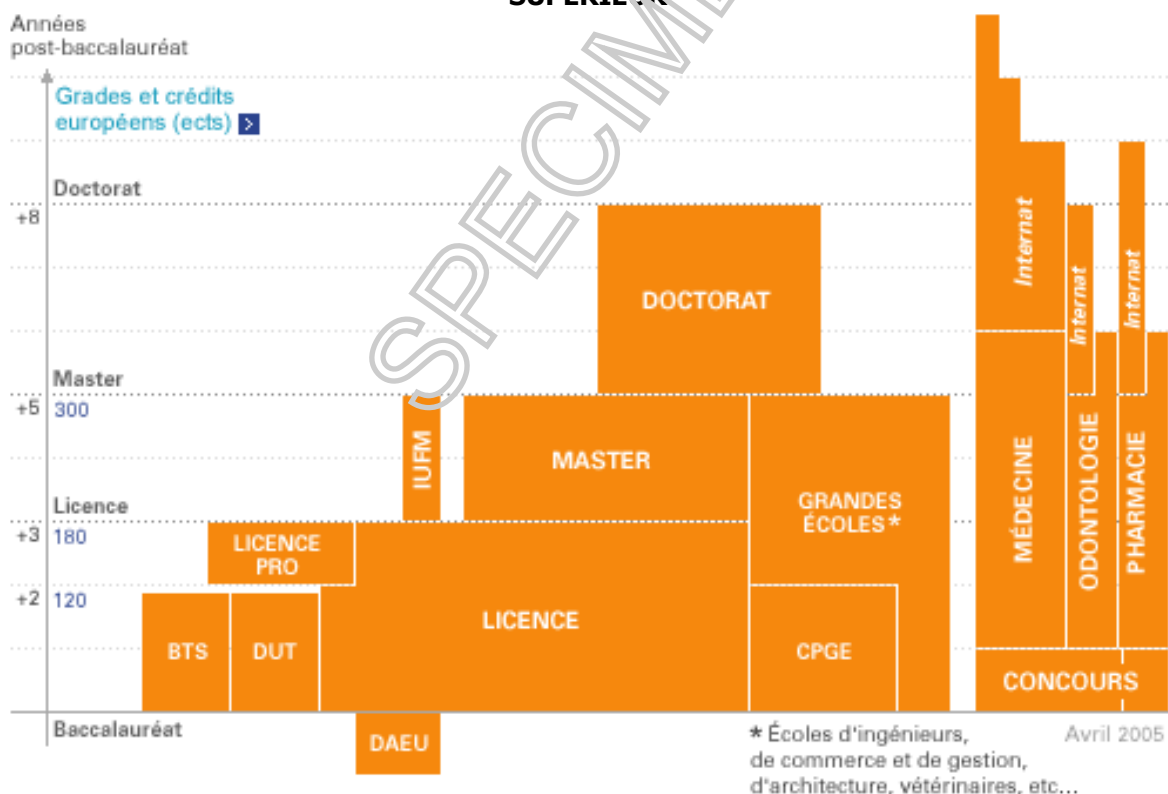 Années
post-baccalauréat
Grades et crédits
européens (ects)
Doctorat
+8
DOCTORAT
Internat
Internat
Internat
Master
+5 300
IUFM
MASTER
GRANDES
ÉCOLES*
MÉDECINE
ODONTOLOGIE
PHARMACIE
Licence
+3 180
LICENCE
PRO
+2 120
LICENCE
BTS
DUT
CPGE
CONCOURS
Baccalauréat
DAEU
* Écoles d'ingénieurs,
de commerce et de gestion,
d'architecture, vétérinaires, etc...
Avril 2005